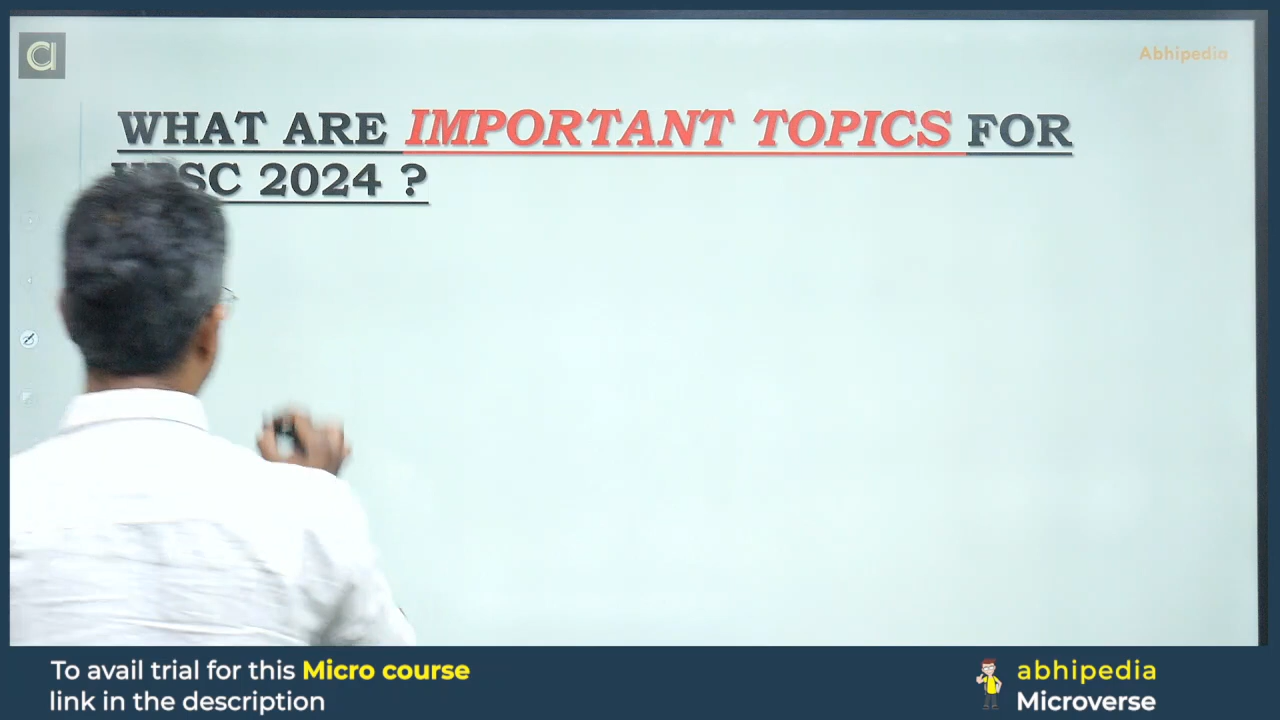 Abhipedia
WHAT ARE IMPORTANT TOPICS FOR
2024 ?
To avail trial for this Micro course
link in the description
abhipedia
Microverse